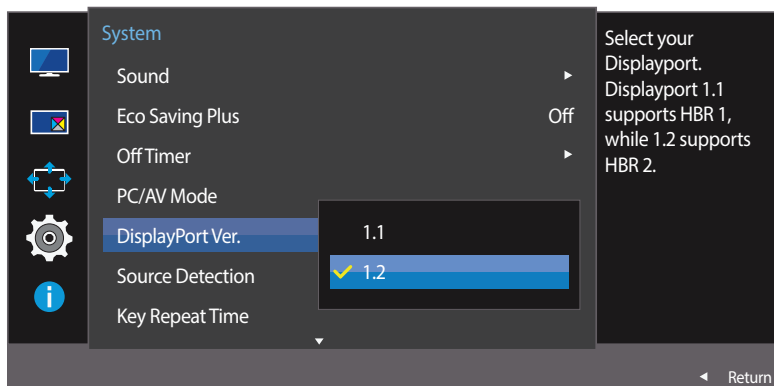 System
Sound
Eco Saving Plus Off
Off Timer
PC/AV Mode
DisplayPort Ver.
1.1
1.2
Source Detection
Key Repeat Time
Select your
Displayport.
Displayport 1.1
supports HBR 1,
while 1.2 supports
HBR 2.
Return